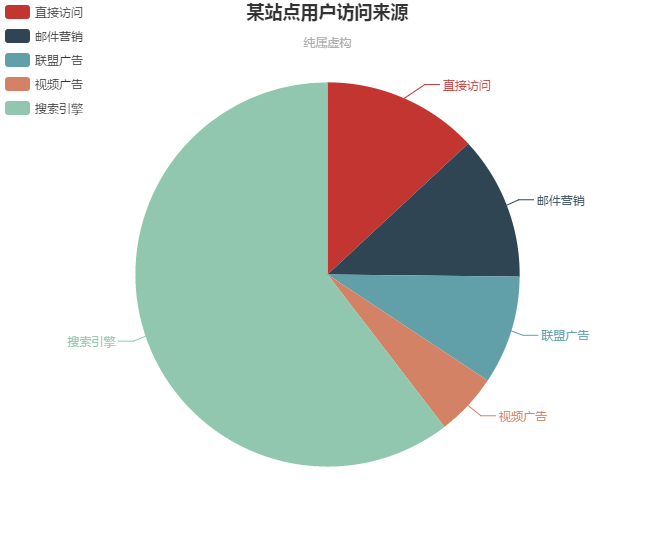 某站点用户访问来源
纯属虚构
直接访问
邮件营销
联盟广告
视频广告
搜索引擎
直接访问
邮件营销
联盟广告
视频广告
搜索引擎